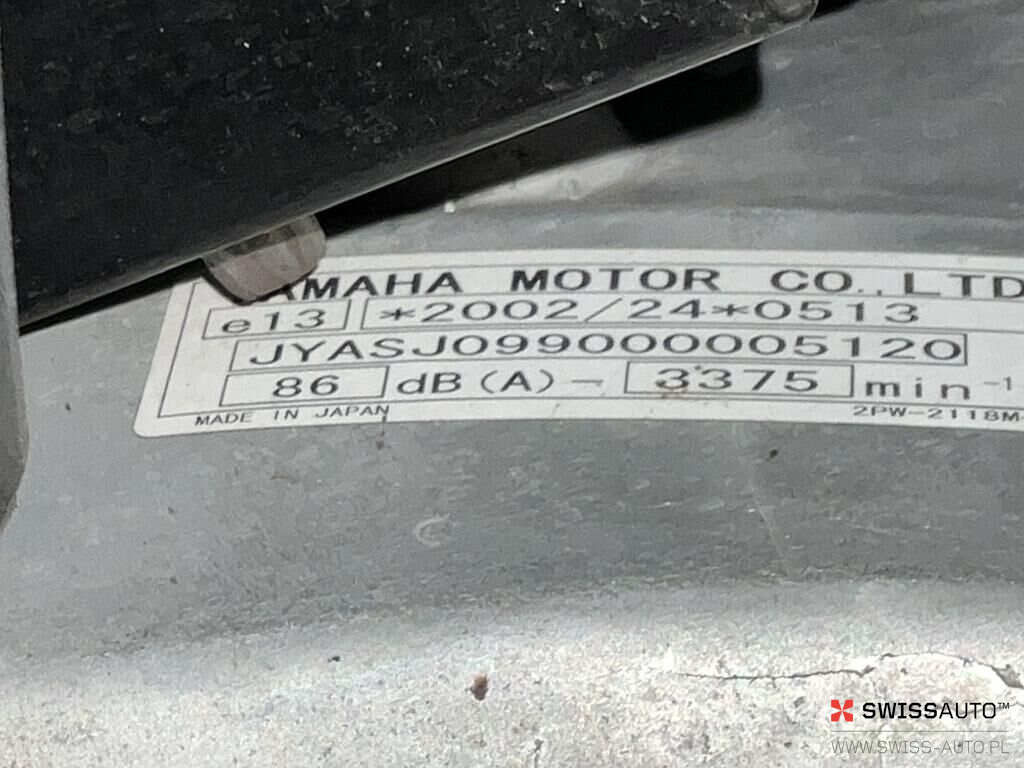 YAMAHA MOTOR CO.,LTD
e13 *2002/24*0513
JYASJ099000005120
86 dB(A) - 3375 min-1
MADE IN JAPAN 2PW-2118M-
SWISSAUTO™
WWW.SWISS-AUTO.PL